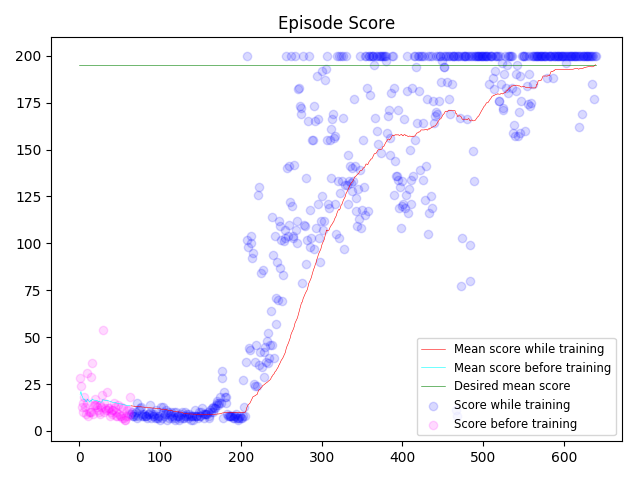 Episode Score
200
175
150
125
100
75
50
25
0
Mean score while training
Mean score before training
Desired mean score
Score while training
Score before training
0 100 200 300 400 500 600